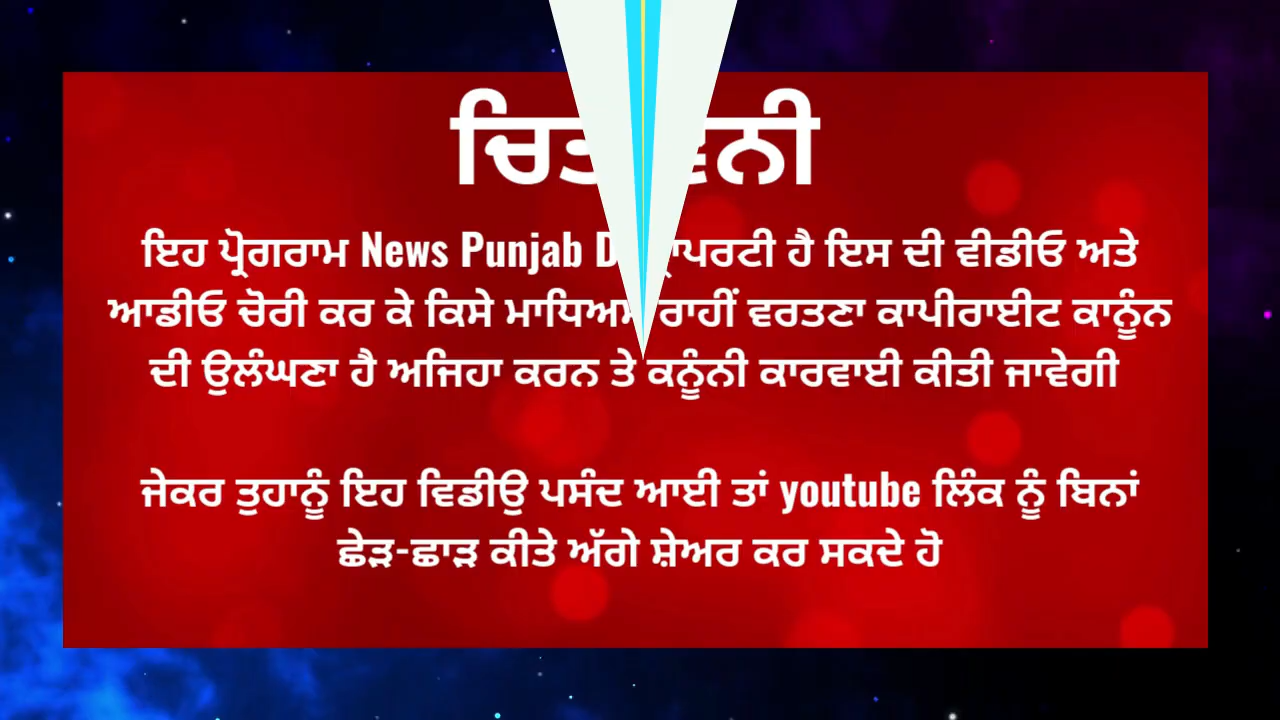 ਇਹ ਪ੍ਰੋਗਰਾਮ News Punjab ਹੈ ਇਸ ਦੀ ਵੀਡੀਓ ਅਤੇ
ਆਡੀਓ ਚੋਰੀ ਕਰ ਕੇ ਕਿਸੇ ਰਾਹੀਂ ਵਰਤਣਾ ਕਾਪੀਰਾਈਟ ਕਾਨੂੰਨ
ਦੀ ਉਲੰਘਣਾ ਹੈ ਅਜਿਹਾ ਕਰਨ ਤੇ ਕਨੂੰਨੀ ਕਾਰਵਾਈ ਕੀਤੀ ਜਾਵੇਗੀ
ਜੇਕਰ ਤੁਹਾਨੂੰ ਇਹ ਵਿਡੀਉ ਪਸੰਦ ਆਈ ਤਾਂ youtube ਲਿੰਕ ਨੂੰ ਬਿਨਾਂ
ਛੇੜ-ਛਾੜ ਕੀਤੇ ਅੱਗੇ ਸ਼ੇਅਰ ਕਰ ਸਕਦੇ ਹੋ